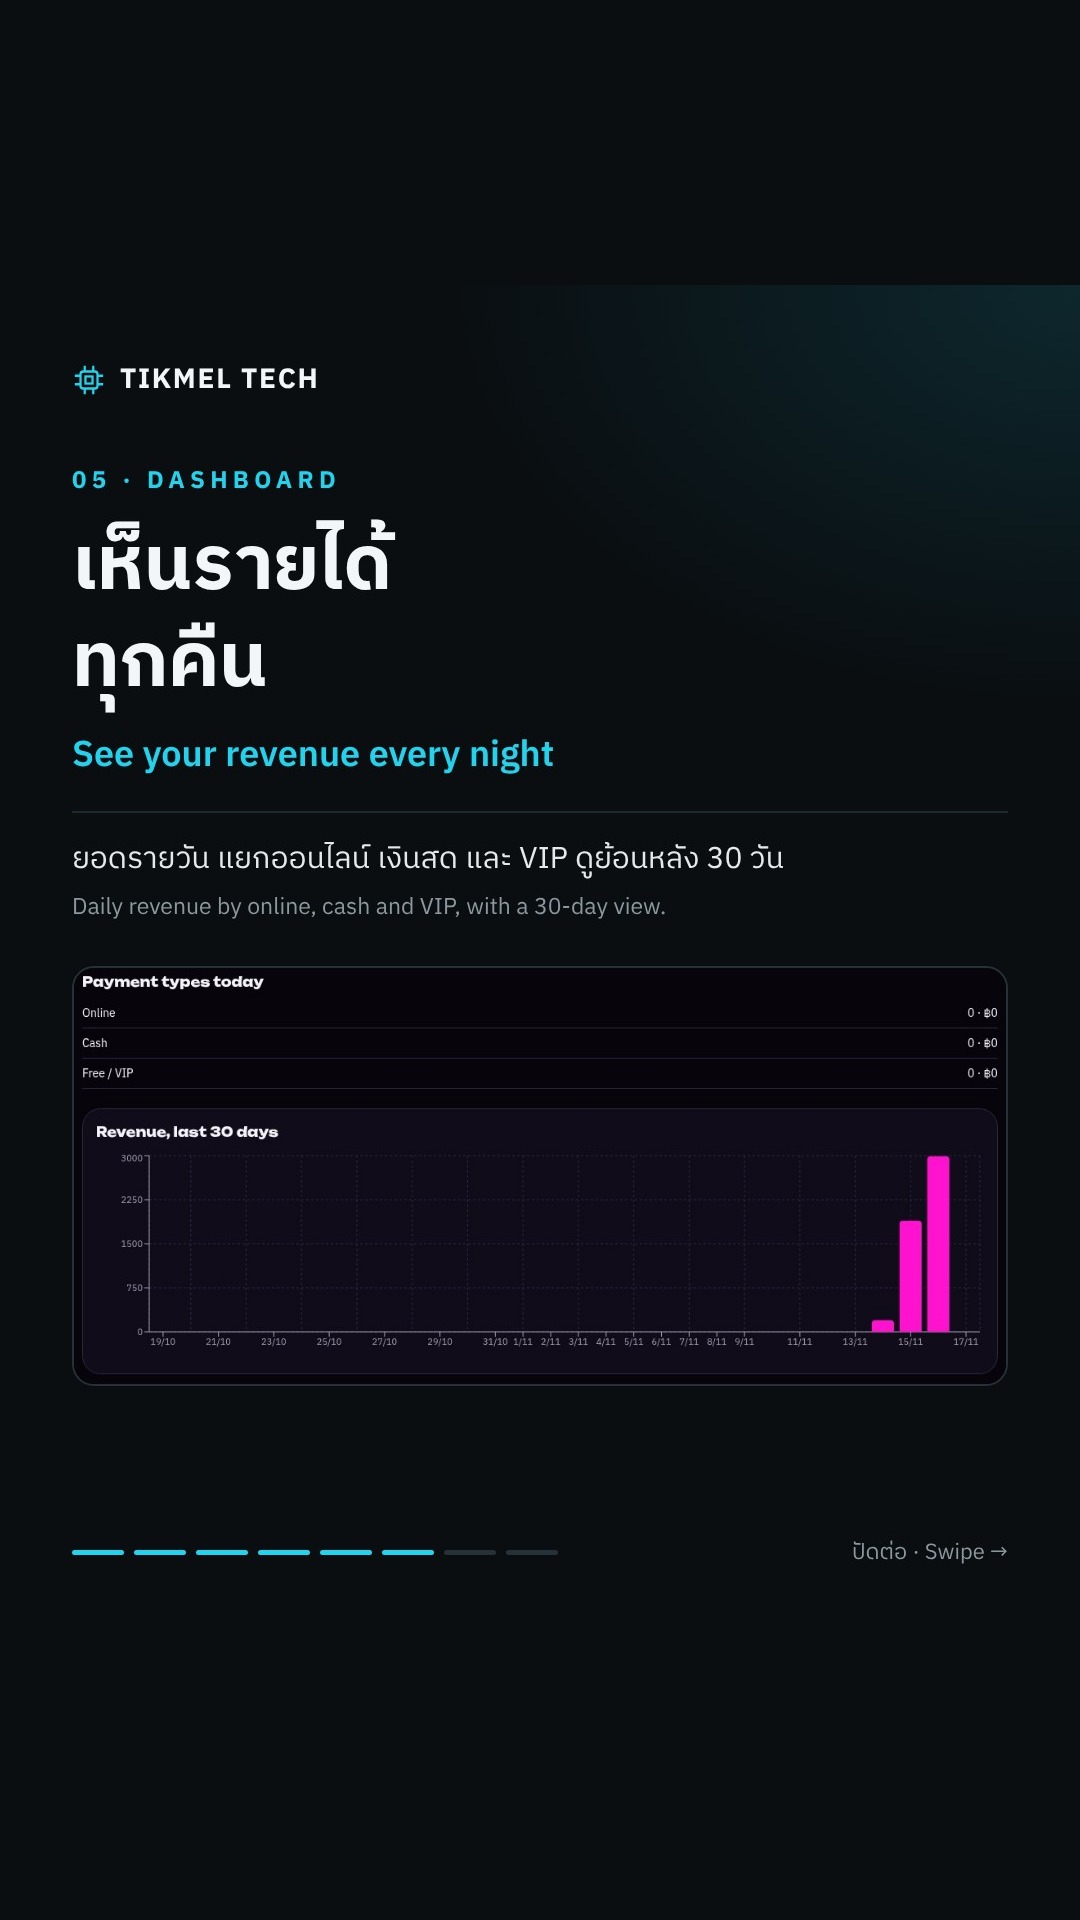 TIKMEL TECH
05 · DASHBOARD
เห็นรายได้
ทุกคืน
See your revenue every night
ยอดรายวัน แยกออนไลน์ เงินสด และ VIP ดูย้อนหลัง 30 วัน
Daily revenue by online, cash and VIP, with a 30-day view.
Payment types today
Online 0 · ฿0
Cash 0 · ฿0
Free / VIP 0 · ฿0
Revenue, last 30 days
3000
2250
1500
750
0
19/10 21/10 23/10 25/10 27/10 29/10 31/10 1/11 2/11 3/11 4/11 5/11 6/11 7/11 8/11 9/11 11/11 13/11 15/11 17/11
ปัดต่อ · Swipe →